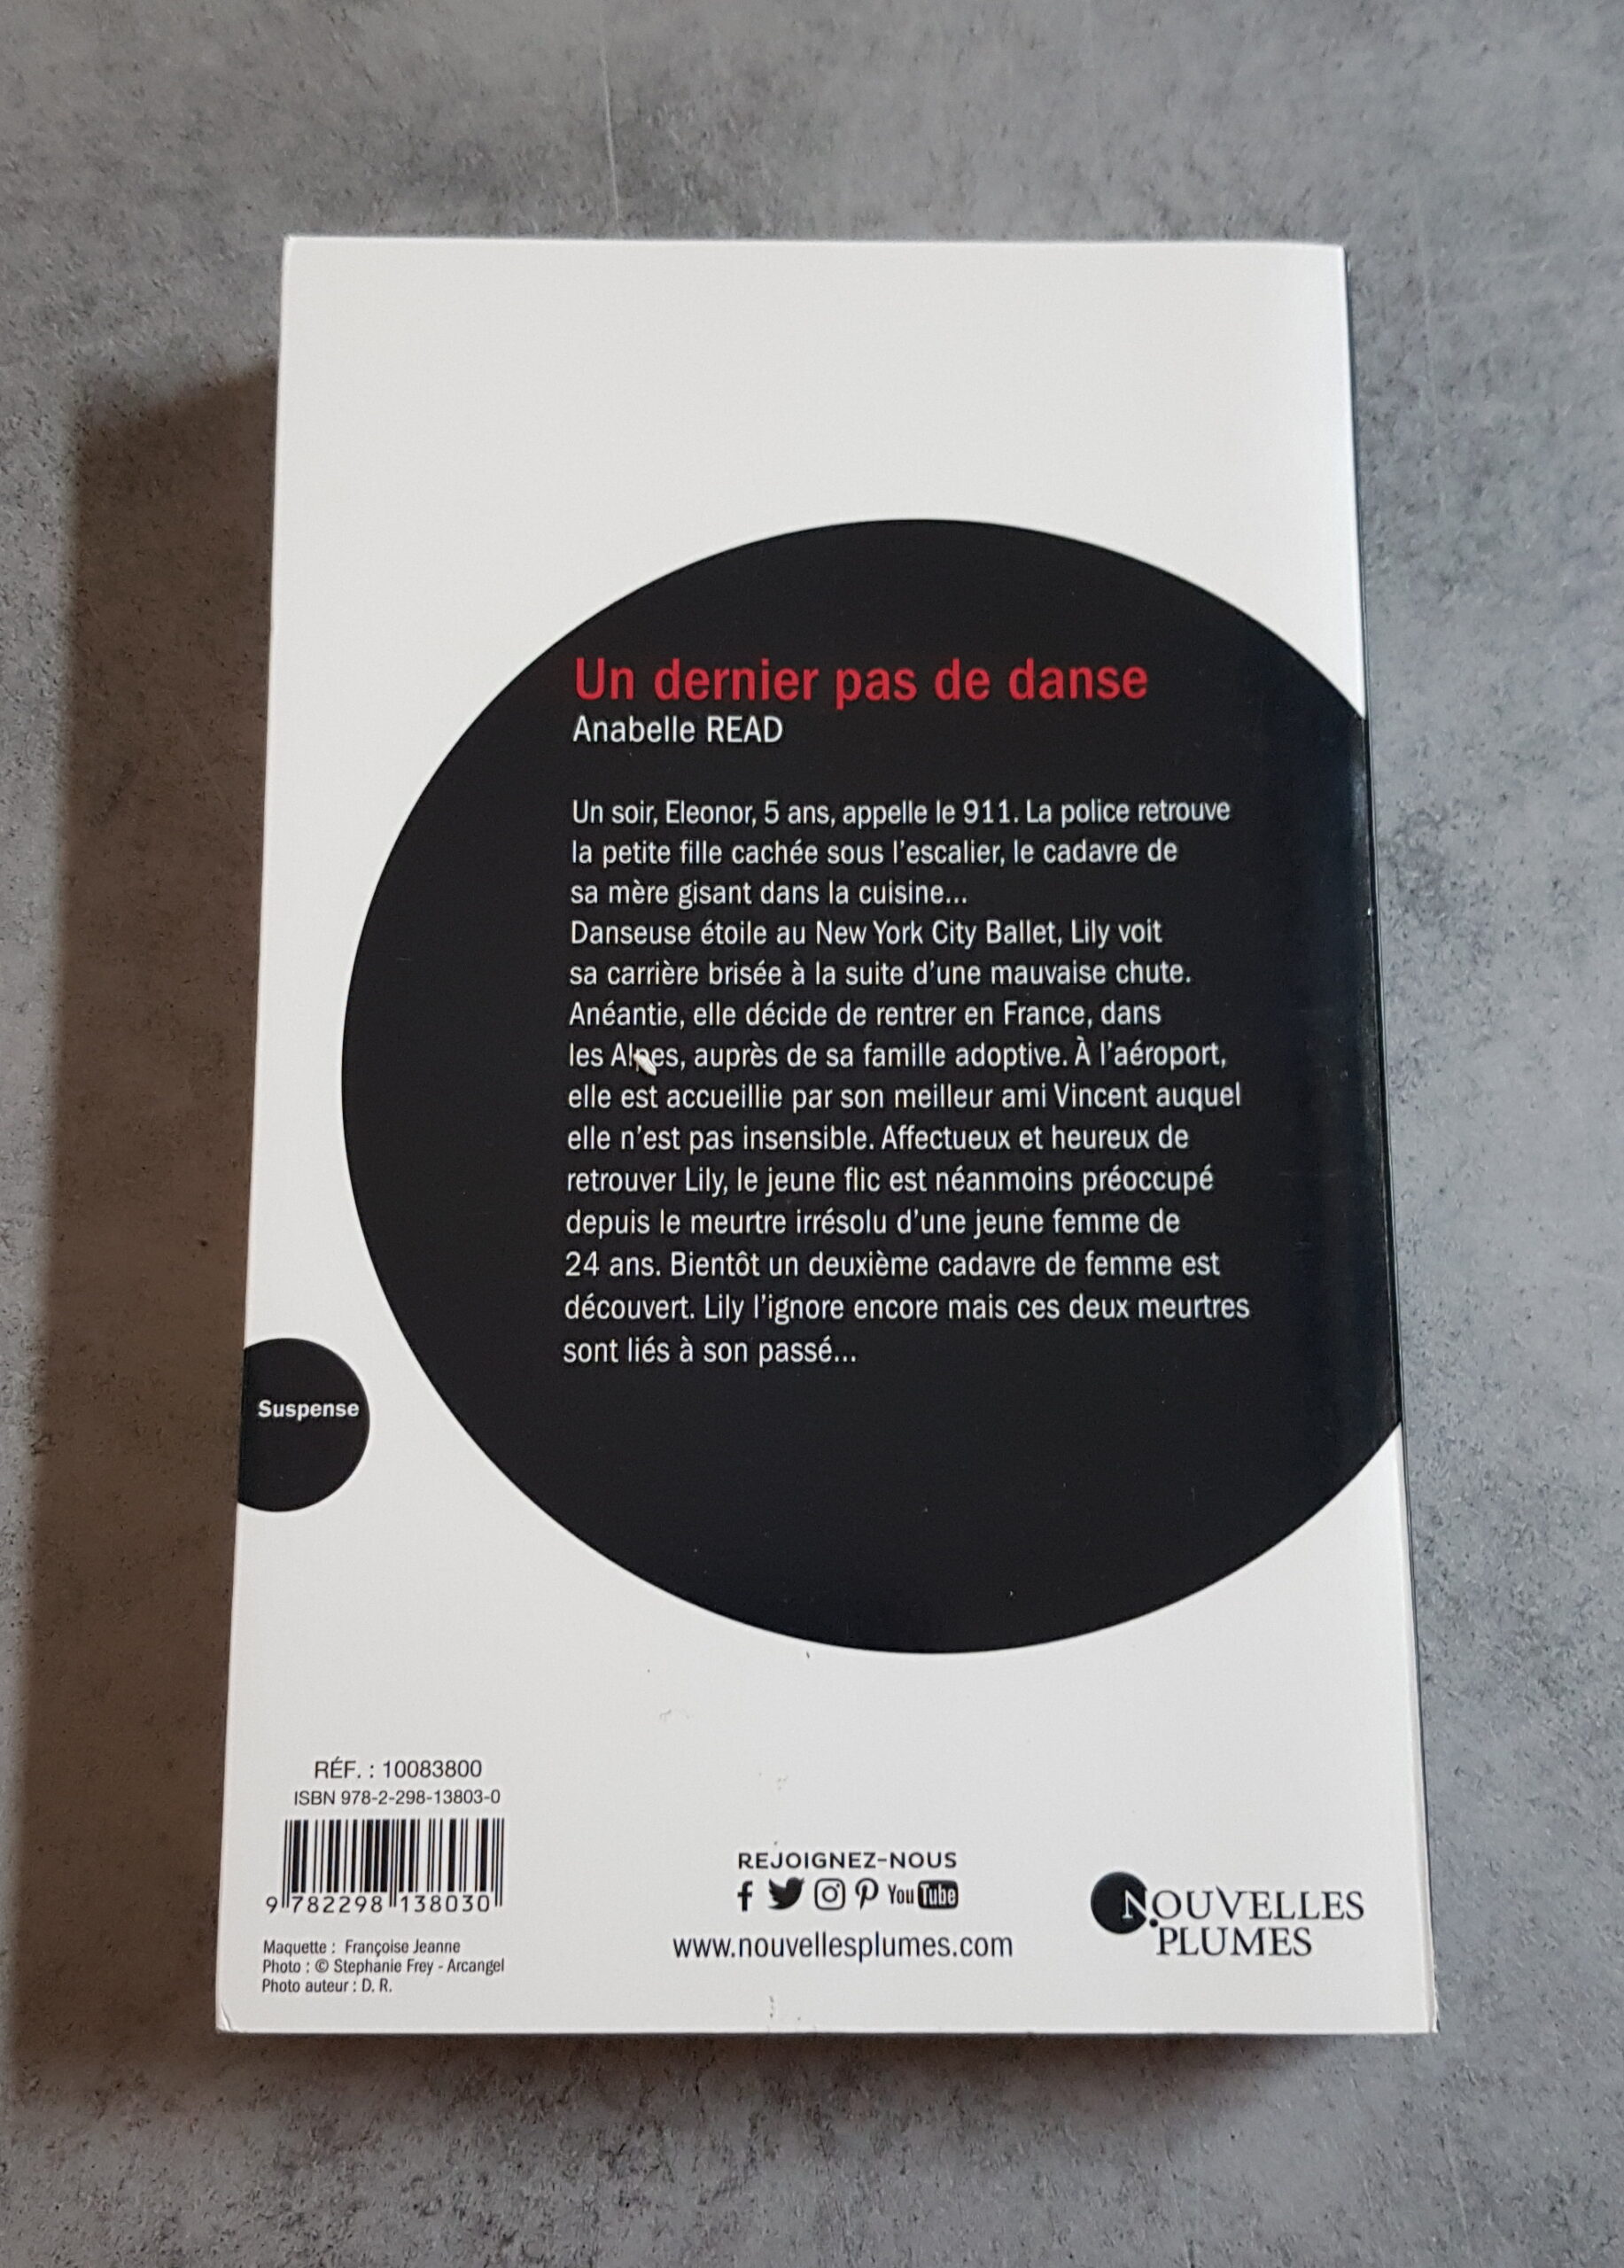 Un dernier pas de danse
Anabelle READ
Un soir, Eleonor, 5 ans, appelle le 911. La police retrouve
la petite fille cachée sous l'escalier, le cadavre de
sa mère gisant dans la cuisine...
Danseuse étoile au New York City Ballet, Lily voit
sa carrière brisée à la suite d'une mauvaise chute.
Anéantie, elle décide de rentrer en France, dans
les Alpes, auprès de sa famille adoptive. À l'aéroport,
elle est accueillie par son meilleur ami Vincent auquel
elle n'est pas insensible. Affectueux et heureux de
retrouver Lily, le jeune flic est néanmoins préoccupé
depuis le meurtre irrésolu d'une jeune femme de
24 ans. Bientôt un deuxième cadavre de femme est
découvert. Lily l'ignore encore mais ces deux meurtres
sont liés à son passé...
Suspense
RÉF. : 10083800
ISBN 978-2-298-13803-0
9 782298 138030
Maquette : Françoise Jeanne
Photo : © Stephanie Frey - Arcangel
Photo auteur : D. R.
REJOIGNEZ-NOUS
You Tube
www.nouvellesplumes.com
NOUVELLES
PLUMES